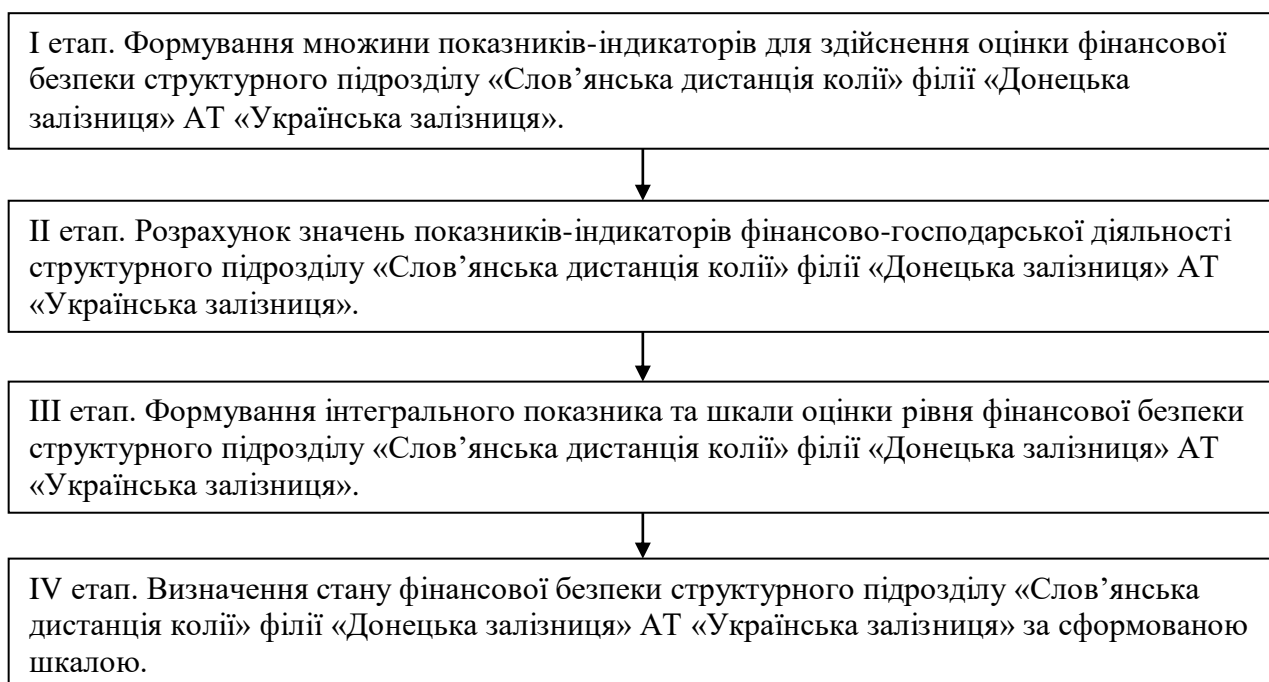 I етап. Формування множини показників-індикаторів для здійснення оцінки фінансової
безпеки структурного підрозділу «Слов’янська дистанція колії» філії «Донецька
залізниця» АТ «Українська залізниця».
II етап. Розрахунок значень показників-індикаторів фінансово-господарської діяльності
структурного підрозділу «Слов’янська дистанція колії» філії «Донецька залізниця» АТ
«Українська залізниця».
III етап. Формування інтегрального показника та шкали оцінки рівня фінансової безпеки
структурного підрозділу «Слов’янська дистанція колії» філії «Донецька залізниця» АТ
«Українська залізниця».
IV етап. Визначення стану фінансової безпеки структурного підрозділу «Слов’янська
дистанція колії» філії «Донецька залізниця» АТ «Українська залізниця» за сформованою
шкалою.